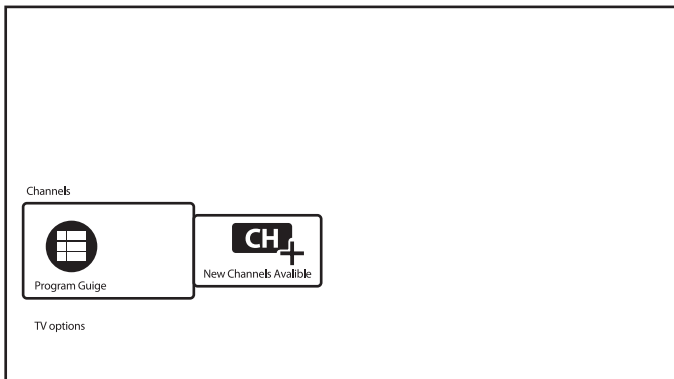 Channels
CH
New Channels Avalible
Program Guige
TV options